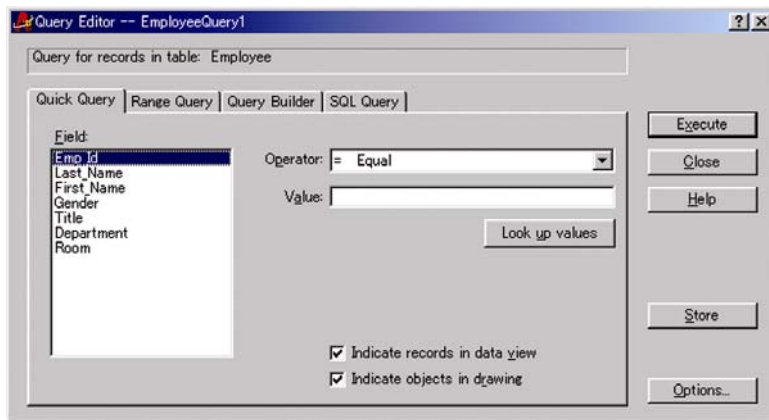 Query Editor -- EmployeeQuery1
Query for records in table: Employee
Quick Query Range Query Query Builder SQL Query
Field:
Emp_Id
Last_Name
First_Name
Gender
Title
Department
Room
Operator: = Equal
Value:
Look up values
Indicate records in data view
Indicate objects in drawing
Execute
Close
Help
Store
Options...